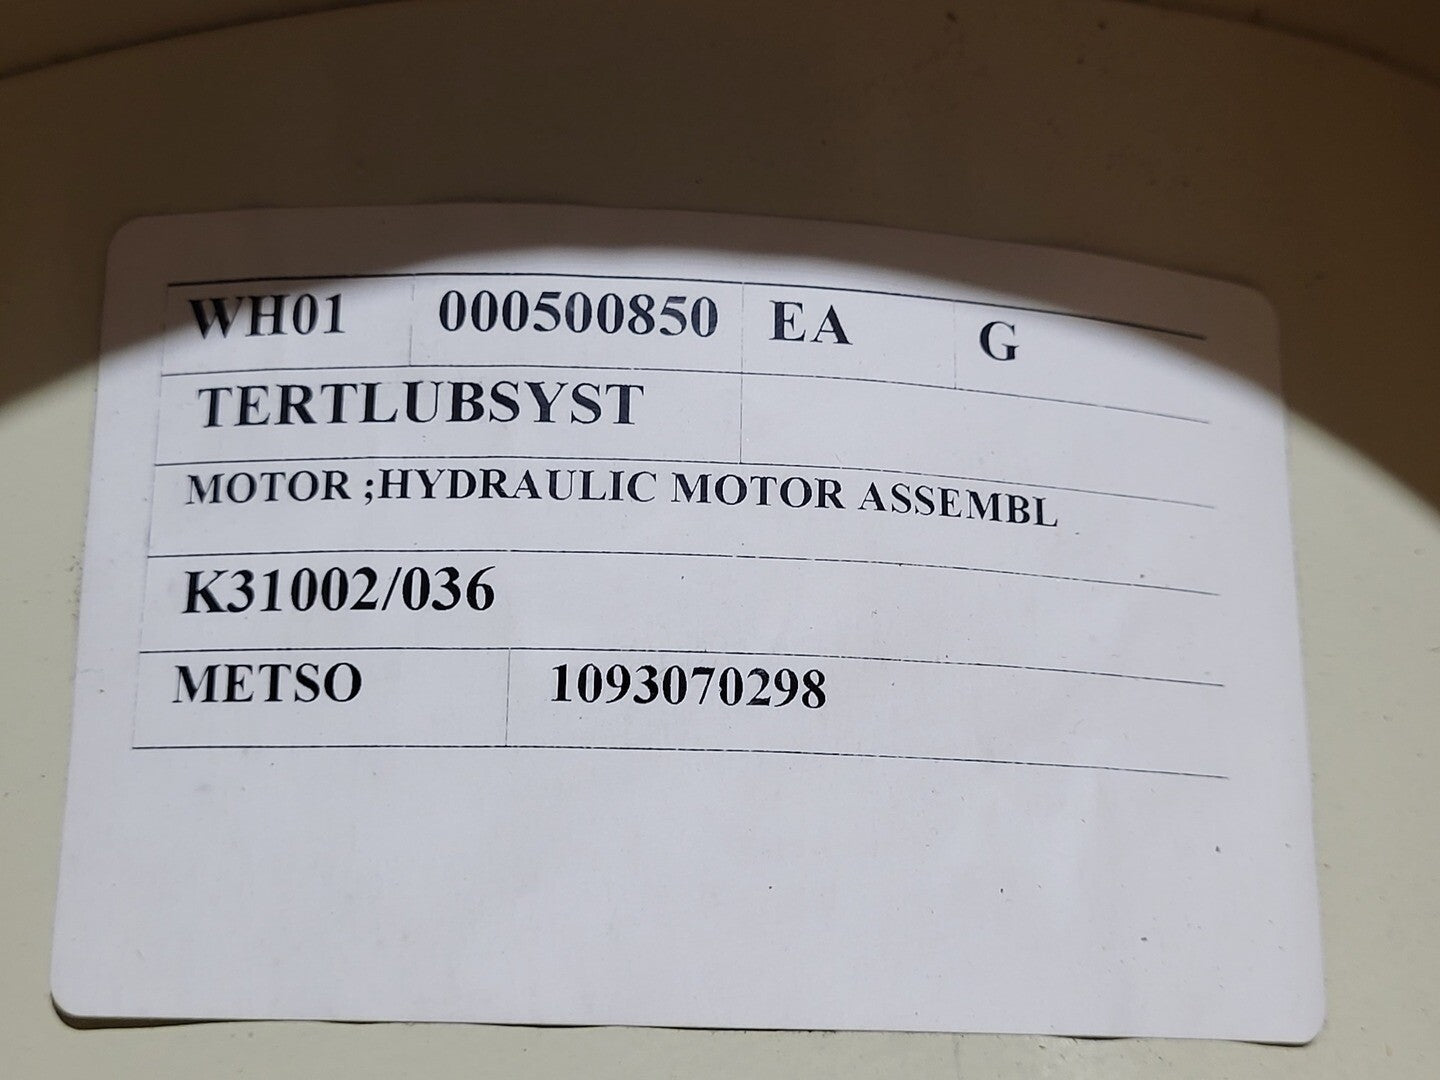 WH01 000500850 EA G
TERTLUBSYST
MOTOR ;HYDRAULIC MOTOR ASSEMBL
K31002/036
METSO 1093070298